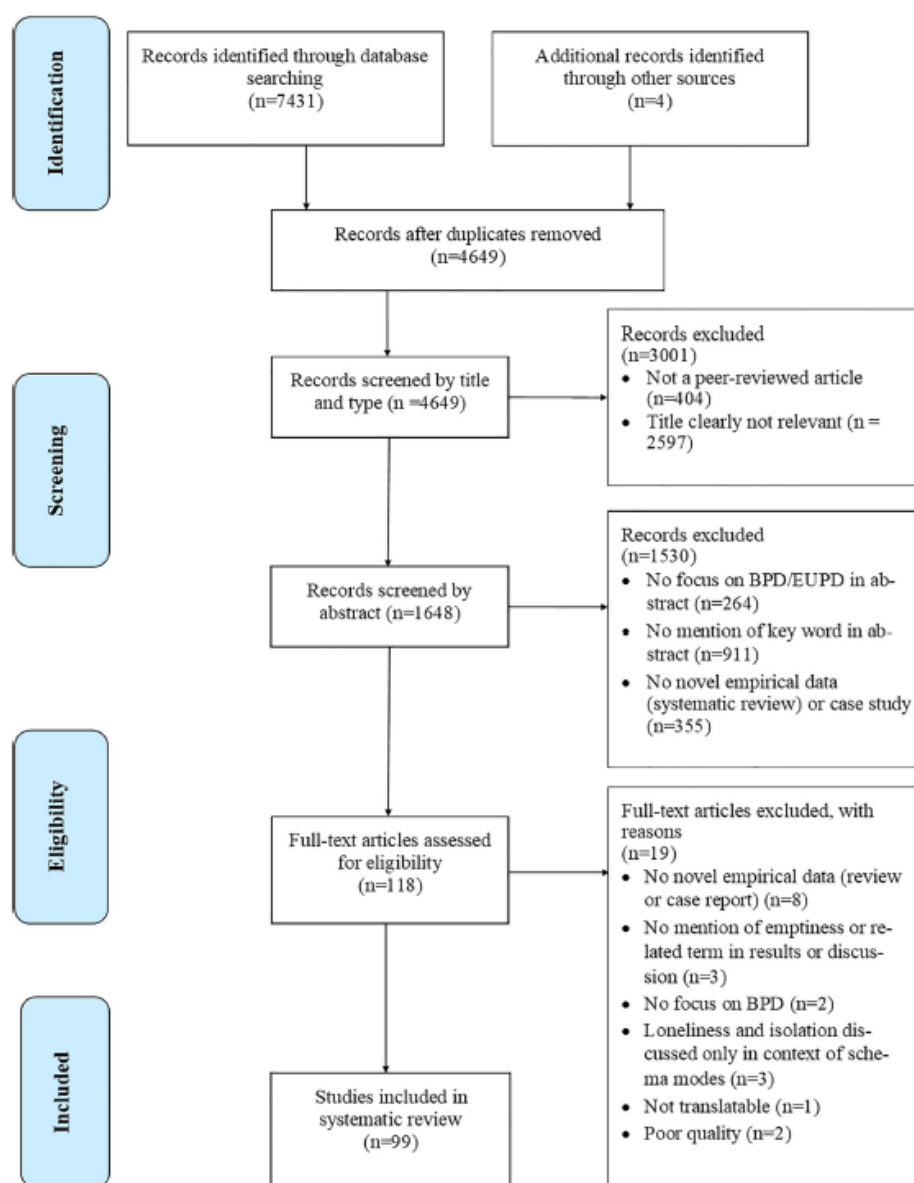 Identification
Records identified through database
searching
(n=7431)
Additional records identified
through other sources
(n=4)
Records after duplicates removed
(n=4649)
Screening
Records screened by title
and type (n =4649)
Records excluded
(n=3001)
• Not a peer-reviewed article
(n=404)
• Title clearly not relevant (n =
2597)
Records screened by
abstract (n=1648)
Records excluded
(n=1530)
• No focus on BPD/EUPD in ab-
stract (n=264)
• No mention of key word in ab-
stract (n=911)
• No novel empirical data
(systematic review) or case study
(n=355)
Eligibility
Full-text articles assessed
for eligibility
(n=118)
Full-text articles excluded, with
reasons
(n=19)
• No novel empirical data (review
or case report) (n=8)
• No mention of emptiness or re-
lated term in results or discus-
sion (n=3)
• No focus on BPD (n=2)
• Loneliness and isolation dis-
cussed only in context of sche-
ma modes (n=3)
• Not translatable (n=1)
• Poor quality (n=2)
Included
Studies included in
systematic review
(n=99)